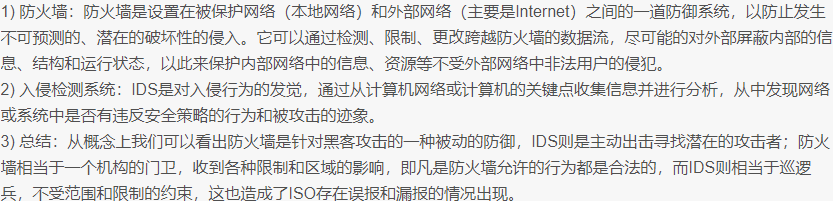 1) 防火墙：防火墙是设置在被保护网络（本地网络）和外部网络（主要是Internet）之间的一道防御系统，以防止发生
不可预测的、潜在的破坏性的侵入。它可以通过检测、限制、更改跨越防火墙的数据流，尽可能的对外部屏蔽内部的信
息、结构和运行状态，以此来保护内部网络中的信息、资源等不受外部网络中非法用户的侵犯。
2) 入侵检测系统：IDS是对入侵行为的发觉，通过从计算机网络或计算机的关键点收集信息并进行分析，从中发现网络
或系统中是否有违反安全策略的行为和被攻击的迹象。
3) 总结：从概念上我们可以看出防火墙是针对黑客攻击的一种被动的防御，IDS则是主动出击寻找潜在的攻击者；防火
墙相当于一个机构的门卫，收到各种限制和区域的影响，即凡是防火墙允许的行为都是合法的，而IDS则相当于巡逻
兵，不受范围和限制的约束，这也造成了ISO存在误报和漏报的情况出现。